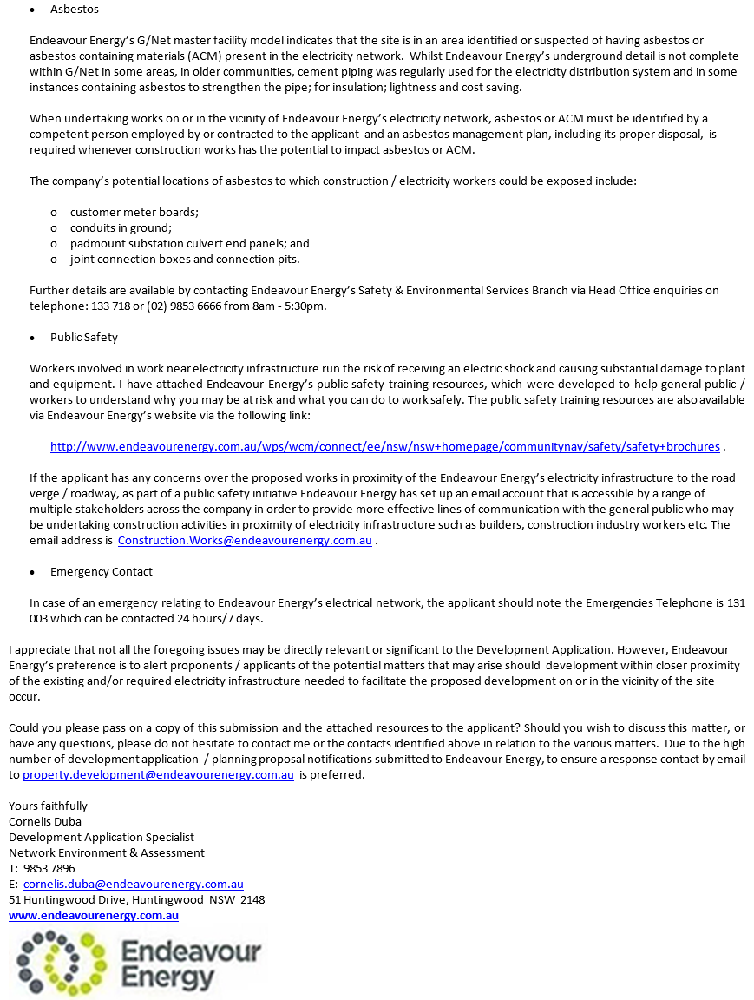 • Asbestos
Endeavour Energy's G/Net master facility model indicates that the site is in an area identified or suspected of having asbestos or
asbestos containing materials (ACM) present in the electricity network. Whilst Endeavour Energy's underground detail is not complete
within G/Net in some areas, in older communities, cement piping was regularly used for the electricity distribution system and in some
instances containing asbestos to strengthen the pipe; for insulation; lightness and cost saving.
When undertaking works on or in the vicinity of Endeavour Energy's electricity network, asbestos or ACM must be identified by a
competent person employed by or contracted to the applicant and an asbestos management plan, including its proper disposal, is
required whenever construction works has the potential to impact asbestos or ACM.
The company's potential locations of asbestos to which construction / electricity workers could be exposed include:
o customer meter boards;
o conduits in ground;
o padmount substation culvert end panels; and
o joint connection boxes and connection pits.
Further details are available by contacting Endeavour Energy's Safety & Environmental Services Branch via Head Office enquiries on
telephone: 133 718 or (02) 9853 6666 from 8am - 5:30pm.
• Public Safety
Workers involved in work near electricity infrastructure run the risk of receiving an electric shock and causing substantial damage to plant
and equipment. I have attached Endeavour Energy's public safety training resources, which were developed to help general public /
workers to understand why you may be at risk and what you can do to work safely. The public safety training resources are also available
via Endeavour Energy's website via the following link:
http://www.endeavourenergy.com.au/wps/wcm/connect/ee/nsw/nsw+homepage/communitynav/safety/safety+brochures .
If the applicant has any concerns over the proposed works in proximity of the Endeavour Energy's electricity infrastructure to the road
verge / roadway, as part of a public safety initiative Endeavour Energy has set up an email account that is accessible by a range of
multiple stakeholders across the company in order to provide more effective lines of communication with the general public who may
be undertaking construction activities in proximity of electricity infrastructure such as builders, construction industry workers etc. The
email address is Construction.Works@endeavourenergy.com.au .
• Emergency Contact
In case of an emergency relating to Endeavour Energy's electrical network, the applicant should note the Emergencies Telephone is 131
003 which can be contacted 24 hours/7 days.
I appreciate that not all the foregoing issues may be directly relevant or significant to the Development Application. However, Endeavour
Energy's preference is to alert proponents / applicants of the potential matters that may arise should development within closer proximity
of the existing and/or required electricity infrastructure needed to facilitate the proposed development on or in the vicinity of the site
occur.
Could you please pass on a copy of this submission and the attached resources to the applicant? Should you wish to discuss this matter, or
have any questions, please do not hesitate to contact me or the contacts identified above in relation to the various matters. Due to the high
number of development application / planning proposal notifications submitted to Endeavour Energy, to ensure a response contact by email
to property.development@endeavourenergy.com.au is preferred.
Yours faithfully
Cornelis Duba
Development Application Specialist
Network Environment & Assessment
T: 9853 7896
E: cornelis.duba@endeavourenergy.com.au
51 Huntingwood Drive, Huntingwood NSW 2148
www.endeavourenergy.com.au
Endeavour
Energy